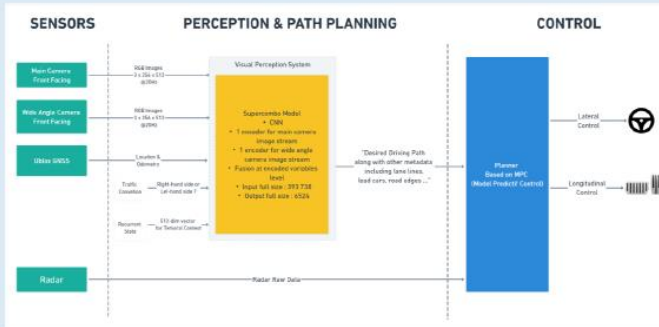 SENSORS
PERCEPTION & PATH PLANNING
CONTROL
Main Camera
Front Facing
RGB Images
3 x 256 x 512
@20Hz
Visual Perception System
Wide Angle Camera
Front Facing
RGB Images
3 x 256 x 512
@20Hz
Ublox GNSS
Location &
Odometry
Traffic
Convention
Right-hand side or
Left-hand side ?
Recurrent
State
512 dim vector
for Temporal Context
Supercombo Model
• CNN
• 1 encoder for main camera
image stream
• 1 encoder for wide angle
camera image stream
• Fusion at encoded variables
level
• Input full size : 393 738
• Output full size : 6524
"Desired Driving Path
along with other metadata
including lane lines,
lead cars, road edges ..."
Planner
Based on MPC
(Model Predictif Control)
Lateral
Control
Longitudinal
Control
Radar
Radar Raw Data